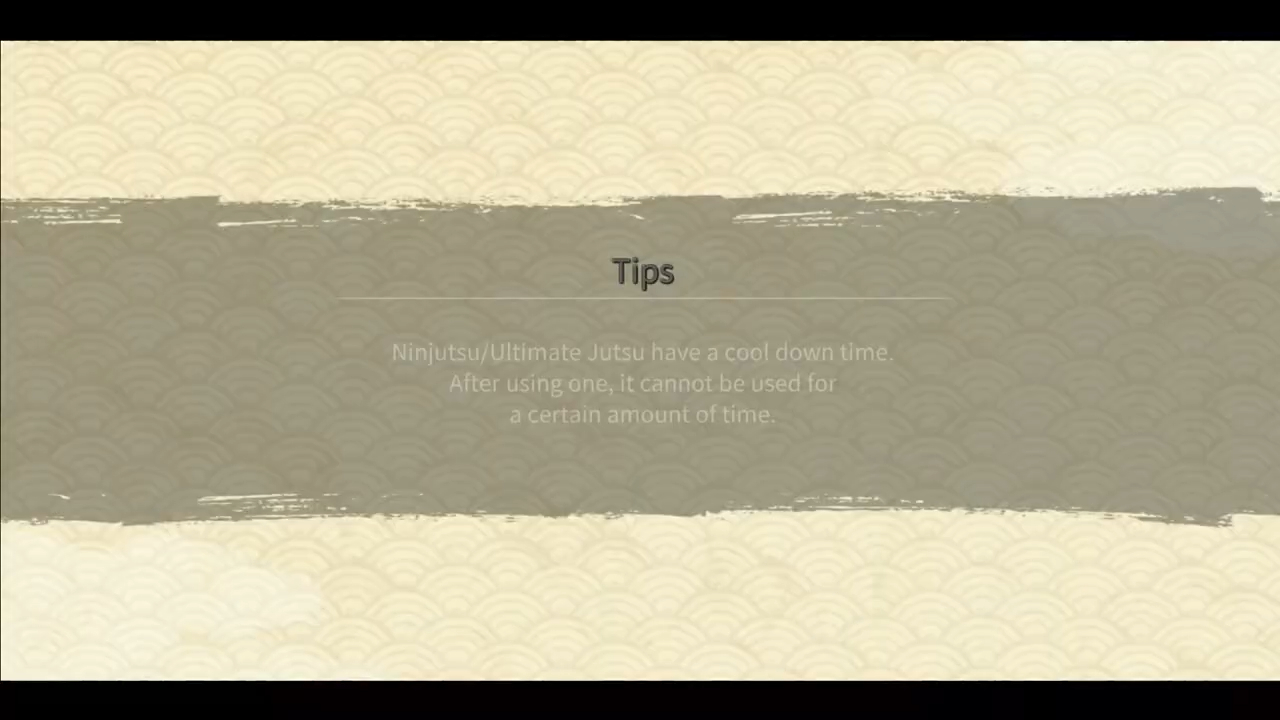 Tips
Ninjutsu/Ultimate Jutsu have a cool down time.
After using one, it cannot be used for
a certain amount of time.